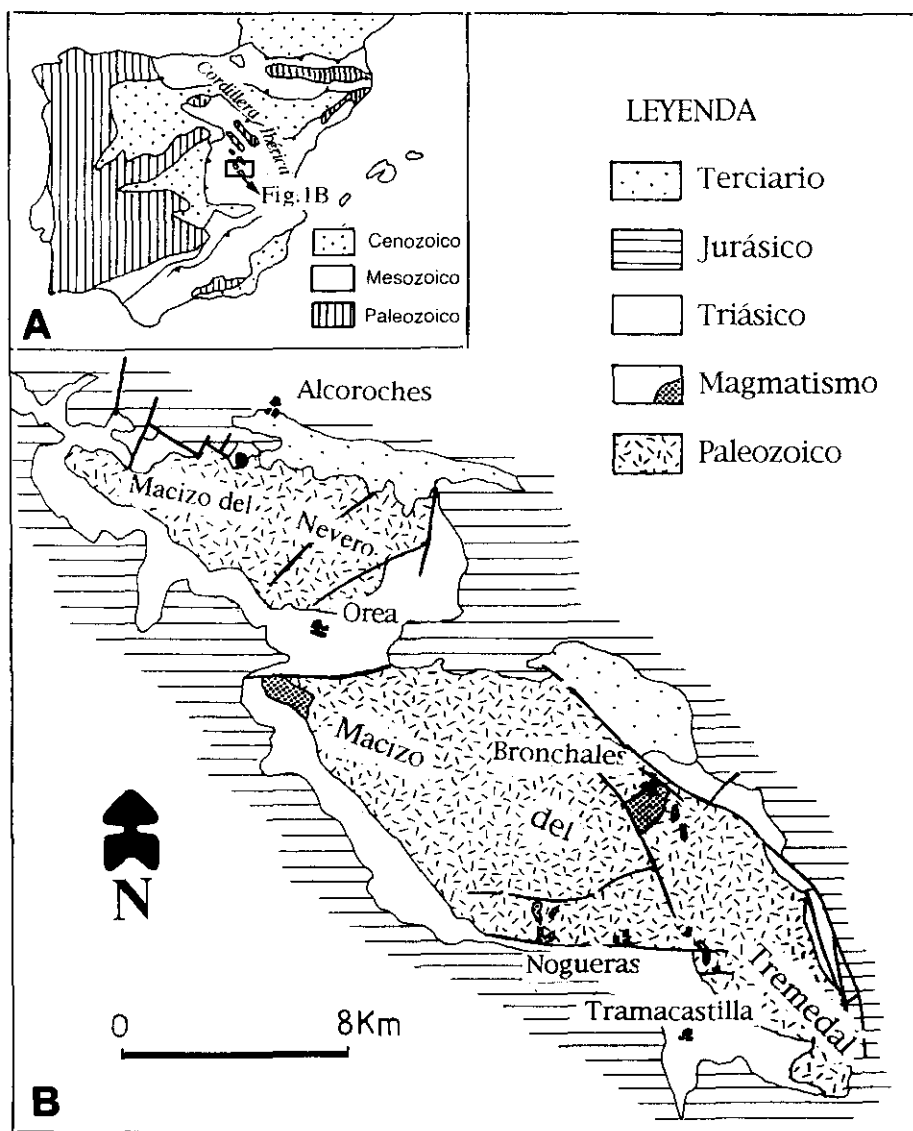 Cordillera Ibérica
Fig.1B
Cenozoico
Mesozoico
Paleozoico
A
LEYENDA
Terciario
Jurásico
Triásico
Magmatismo
Paleozoico
Alcoroches
Macizo del
Nevero
Orea
Macizo
Bronchales
del
N
Nogueras
Tremedal
Tramacastilla
0 8Km
B